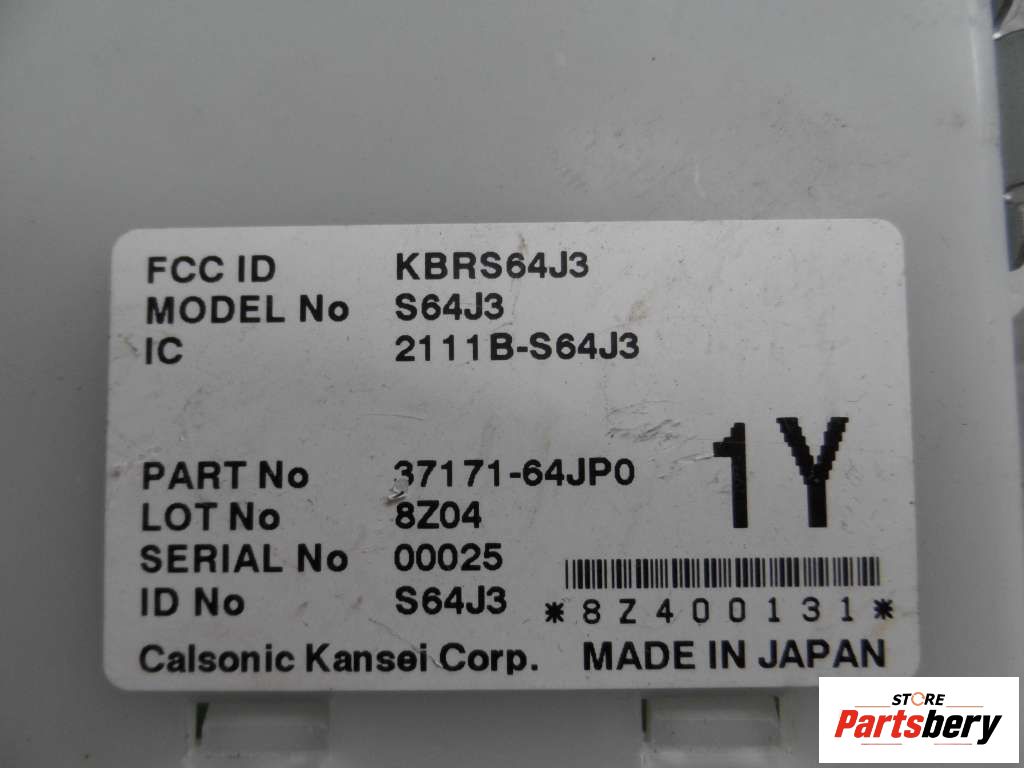 FCC ID KBRS64J3
MODEL No S64J3
IC 2111B-S64J3
PART No 37171-64JP0
LOT No 8Z04
SERIAL No 00025
ID No S64J3
1Y
*8Z400131*
Calsonic Kansei Corp. MADE IN JAPAN
STORE
Partsbery